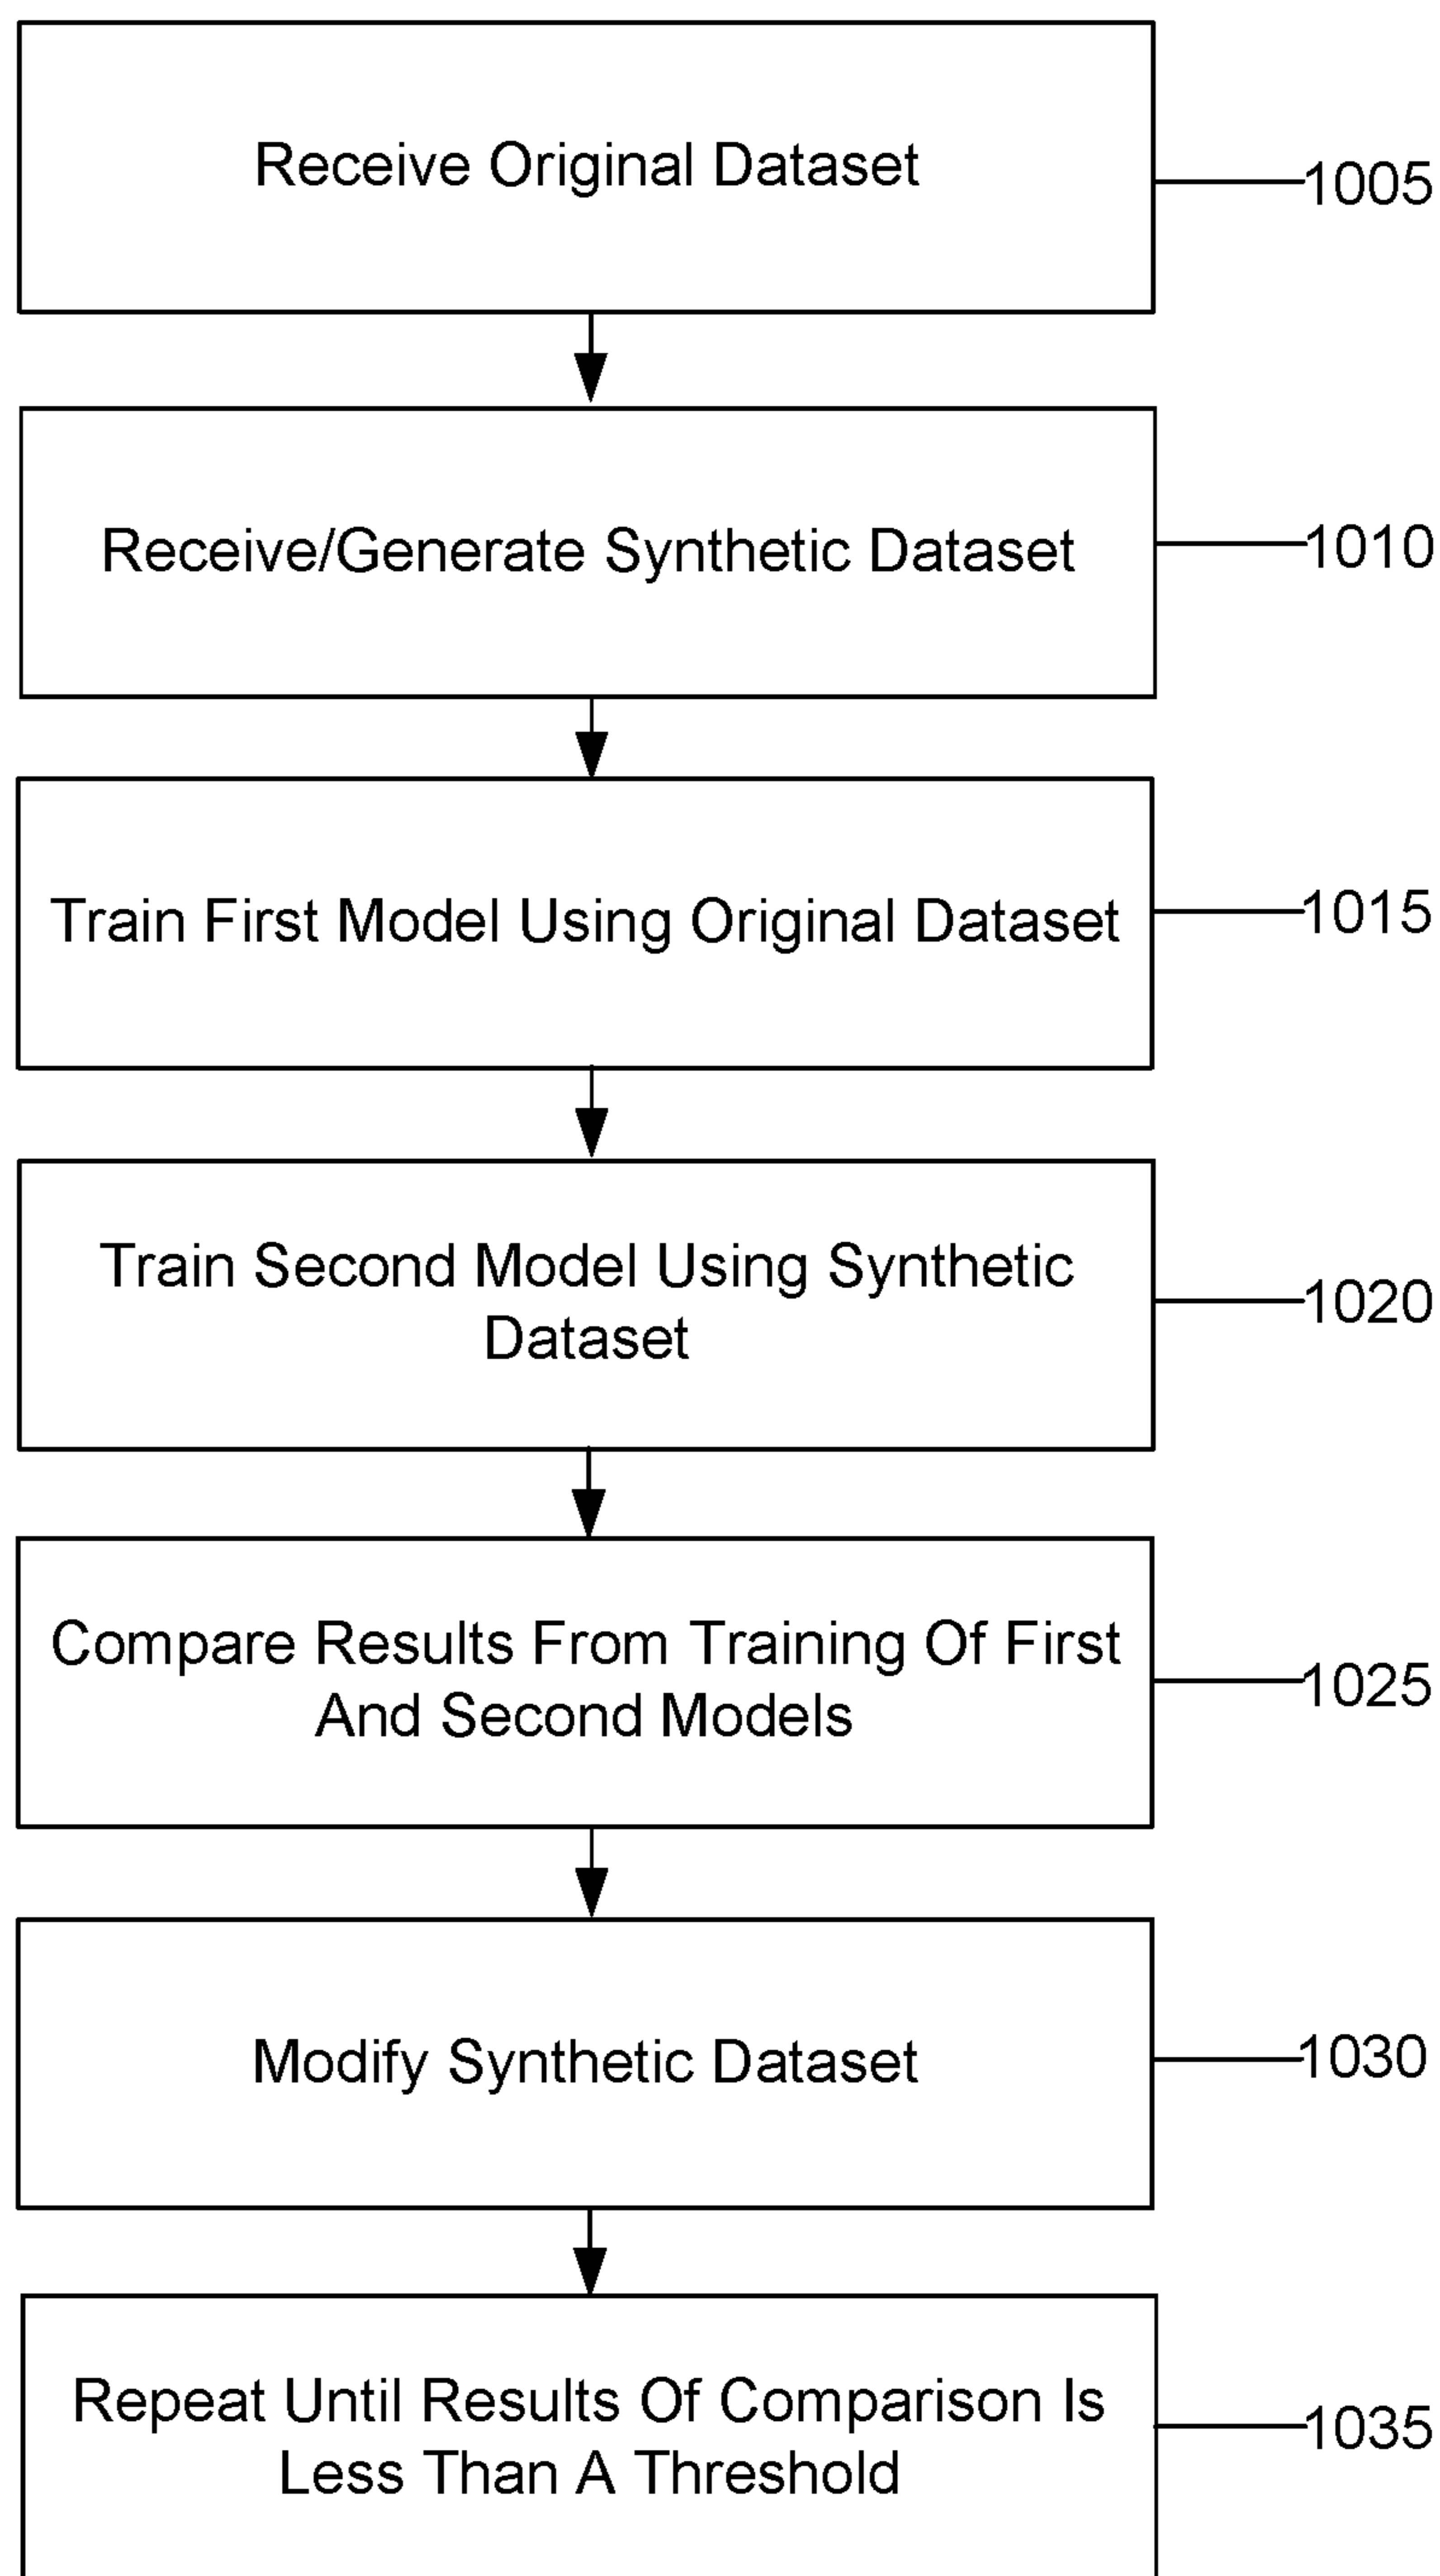 Receive Original Dataset
1005
Receive/Generate Synthetic Dataset
1010
Train First Model Using Original Dataset
1015
Train Second Model Using Synthetic
Dataset
1020
Compare Results From Training Of First
And Second Models
1025
Modify Synthetic Dataset
1030
Repeat Until Results Of Comparison Is
Less Than A Threshold
1035